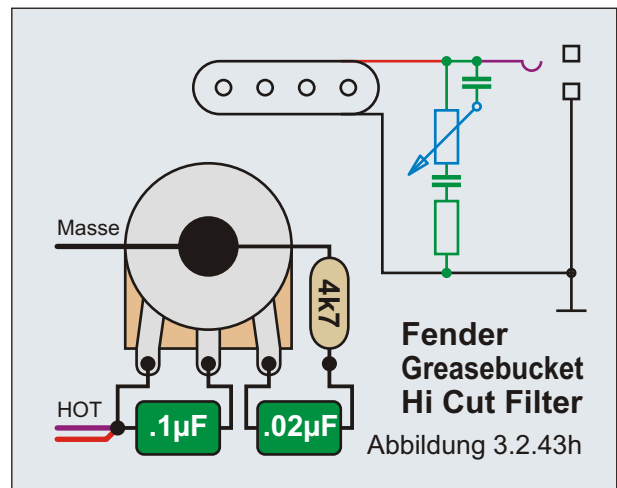 Masse
4k7
HOT
.1µF
.02µF
Fender
Greasebucket
Hi Cut Filter
Abbildung 3.2.43h